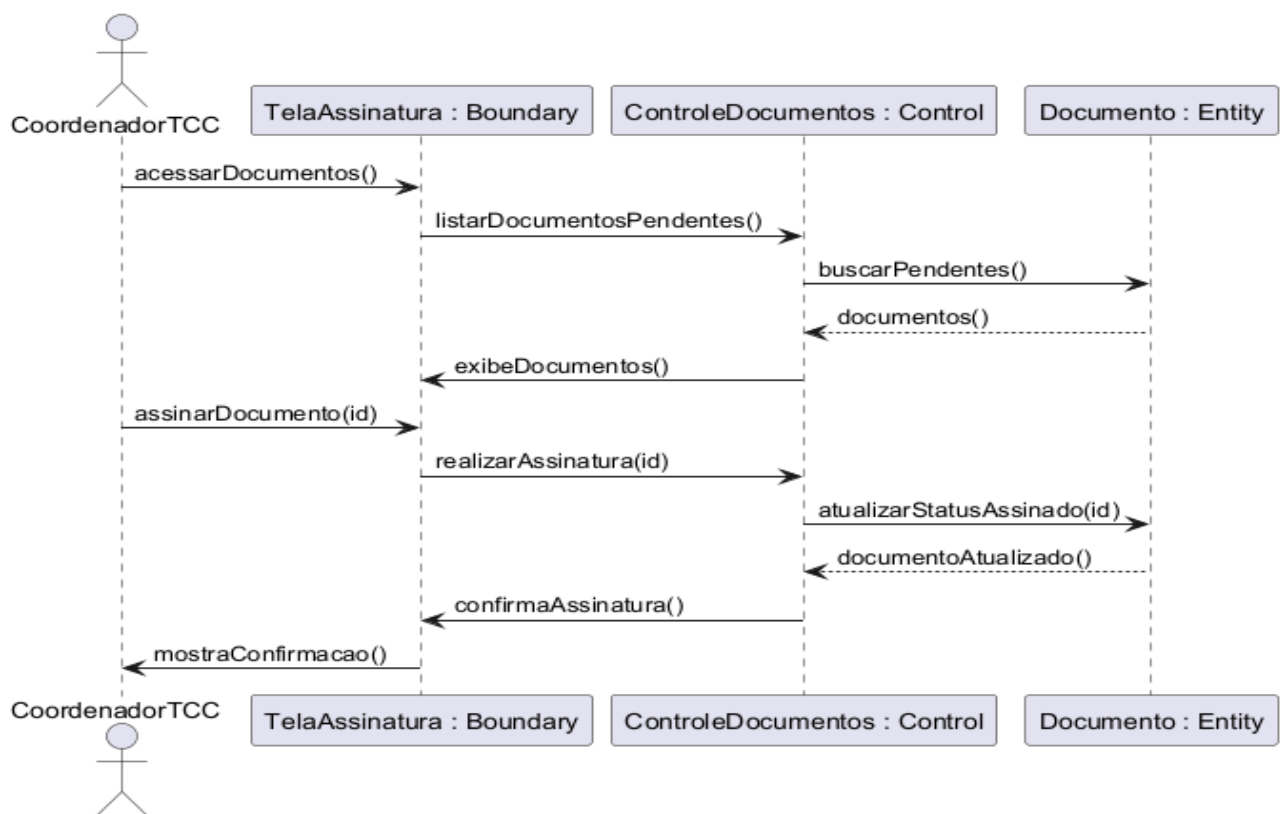 CoordenadorTCC
TelaAssinatura : Boundary
ControleDocumentos : Control
Documento : Entity
acessarDocumentos()
listarDocumentosPendentes()
buscarPendentes()
documentos()
exibeDocumentos()
assinarDocumento(id)
realizarAssinatura(id)
atualizarStatusAssinado(id)
documentoAtualizado()
confirmaAssinatura()
mostraConfirmacao()
CoordenadorTCC
TelaAssinatura : Boundary
ControleDocumentos : Control
Documento : Entity